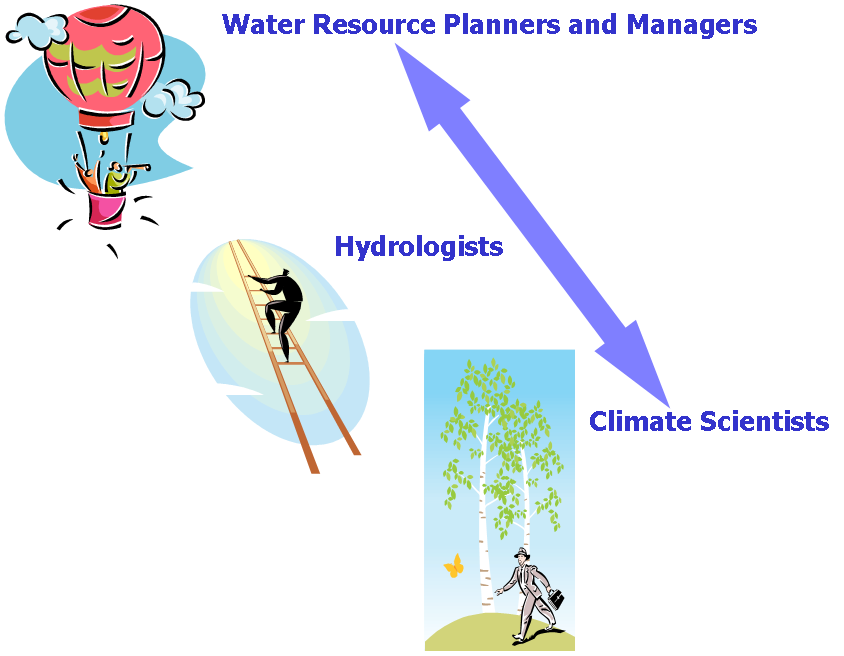 Water Resource Planners and Managers
Hydrologists
Climate Scientists